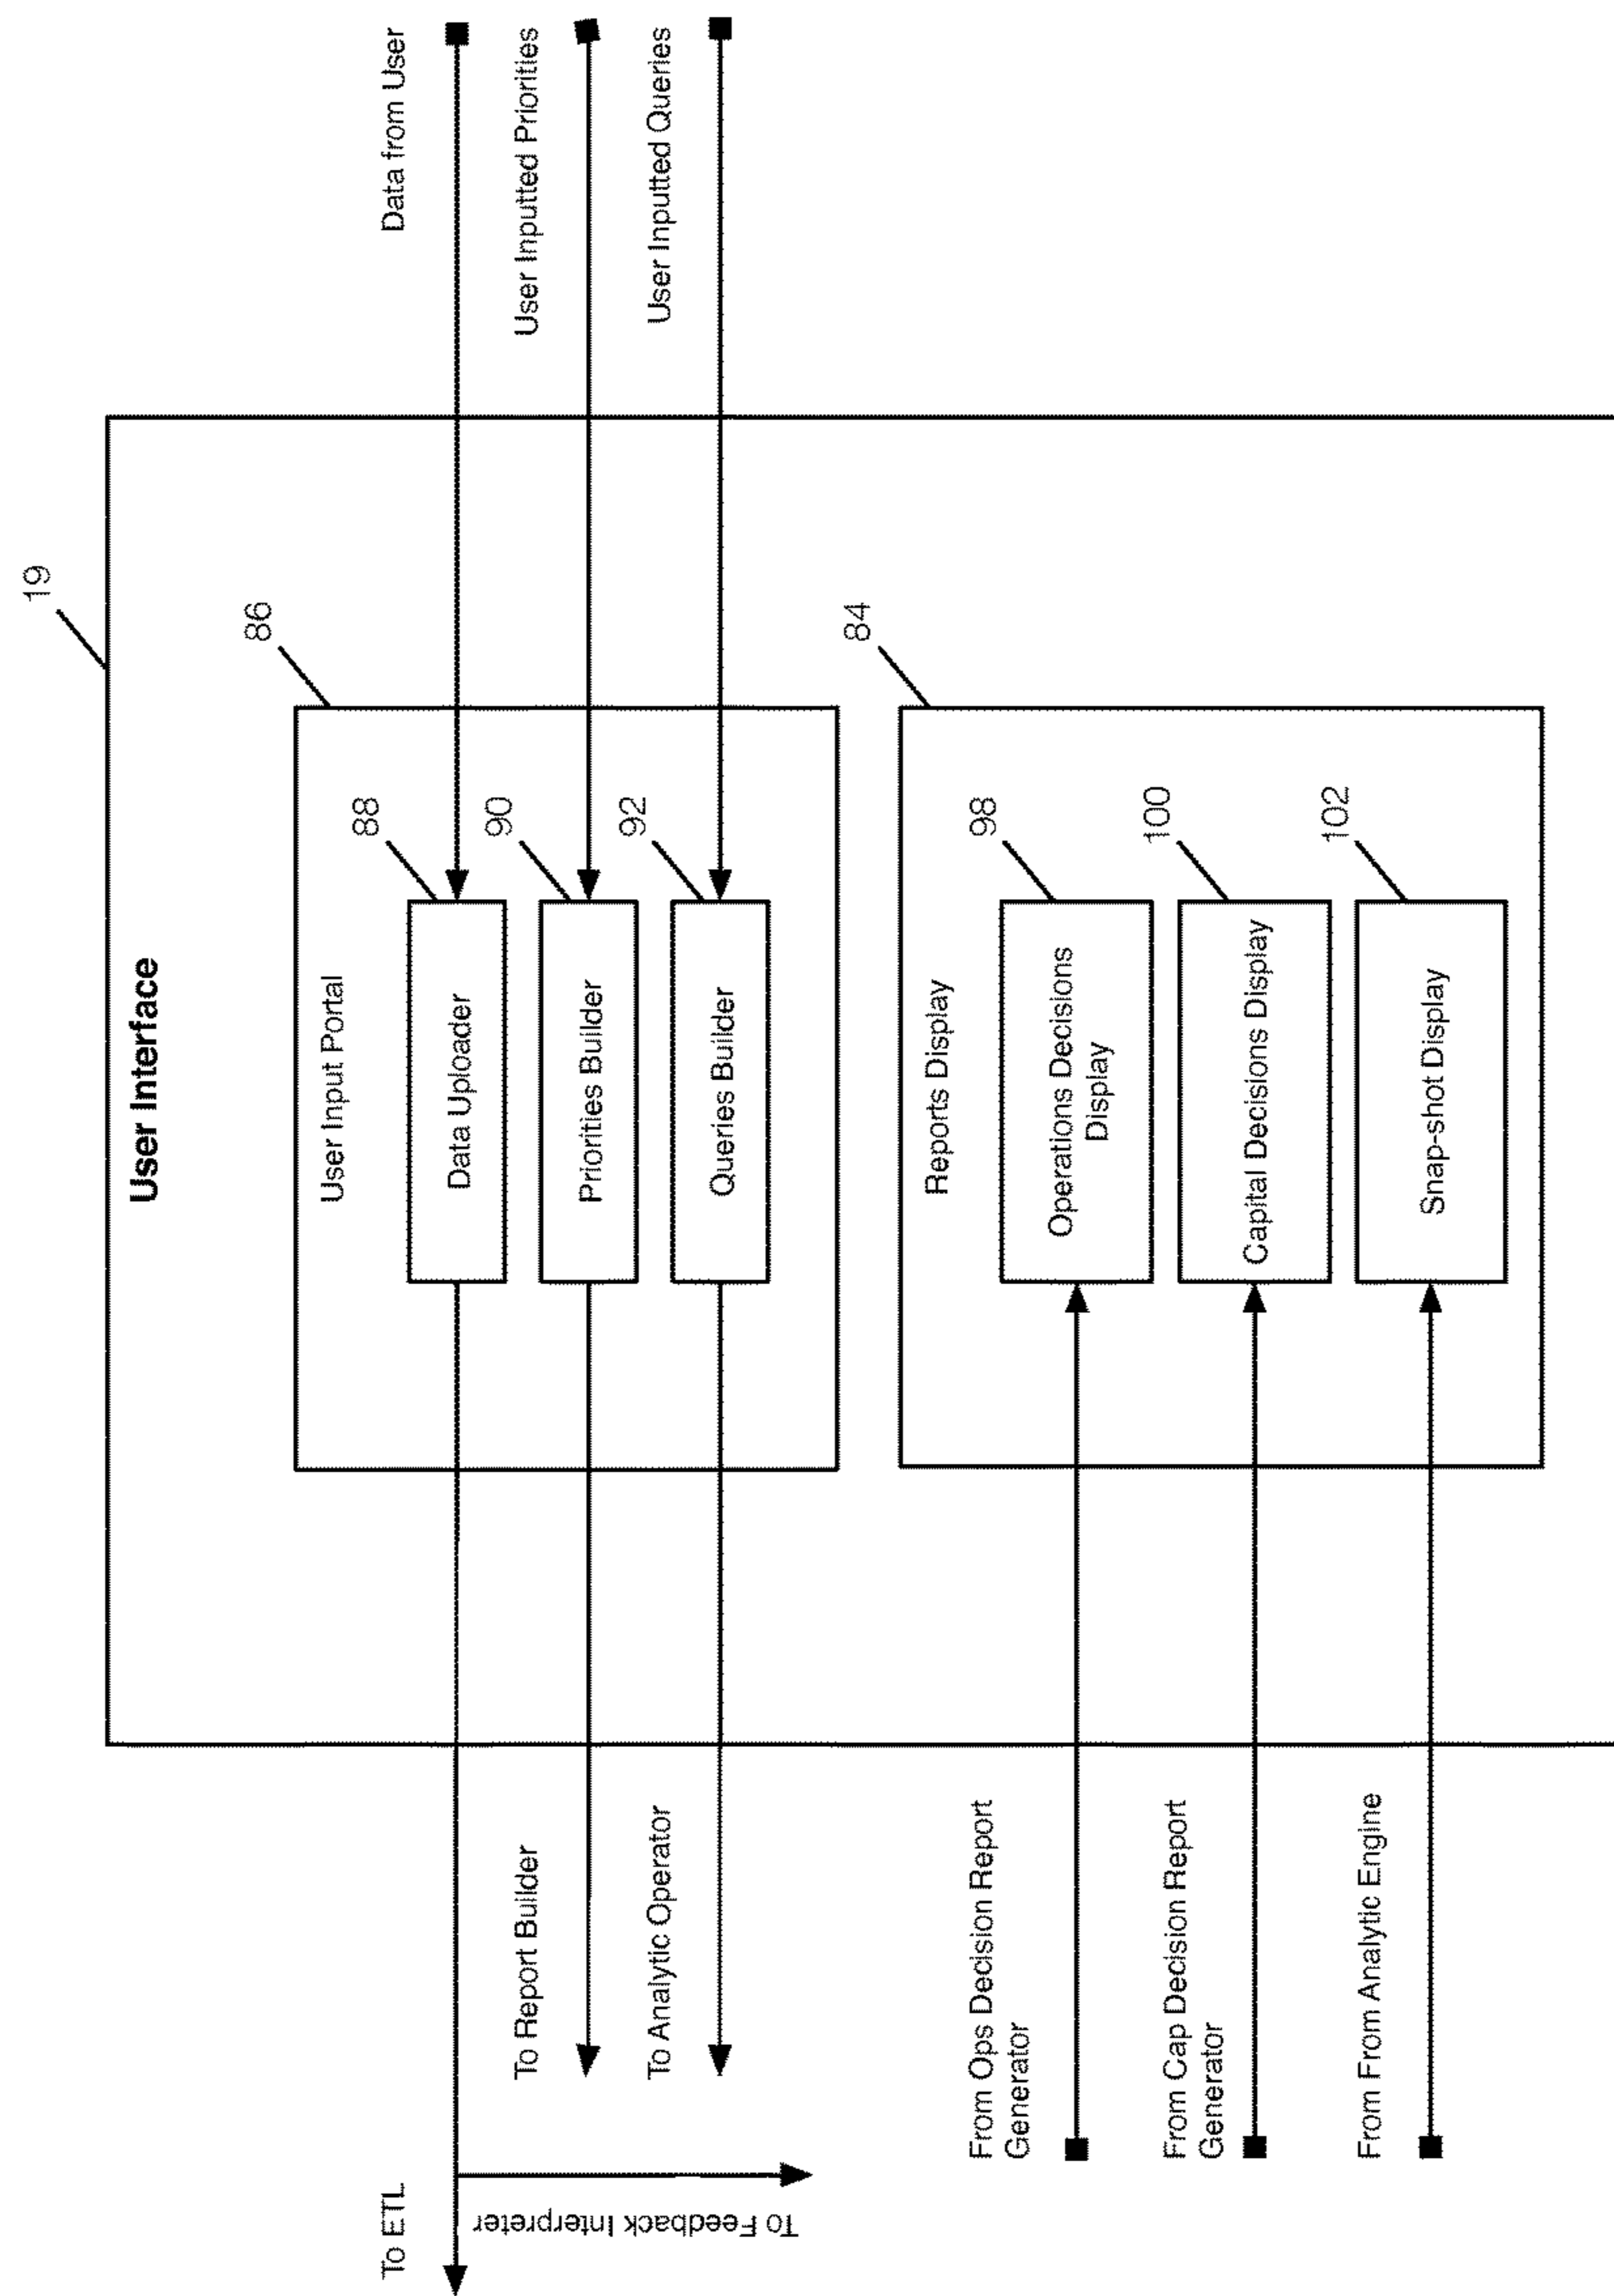 19
User Interface
86
User Input Portal
88
Data Uploader
90
Priorities Builder
92
Queries Builder
Data from User
User Inputted Priorities
User Inputted Queries
To ETL
To Feedback Interpreter
To Report Builder
To Analytic Operator
84
Reports Display
98
Operations Decisions
Display
100
Capital Decisions Display
102
Snap-shot Display
From Ops Decision Report
Generator
From Cap Decision Report
Generator
From From Analytic Engine